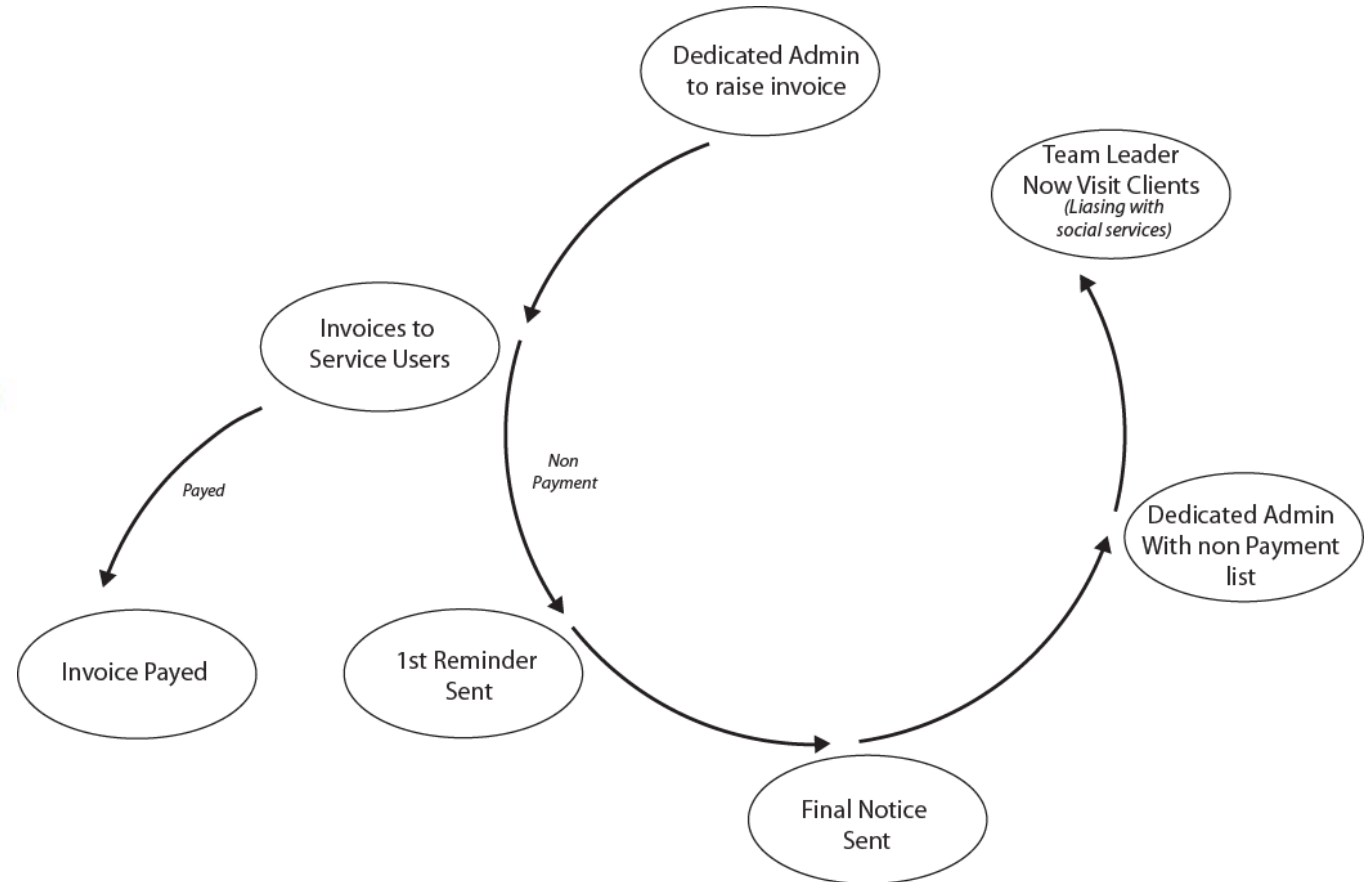 Dedicated Admin
to raise invoice
Team Leader
Now Visit Clients
(Liasing with
social services)
Invoices to
Service Users
Payed
Non
Payment
Dedicated Admin
With non Payment
list
Invoice Payed
1st Reminder
Sent
Final Notice
Sent